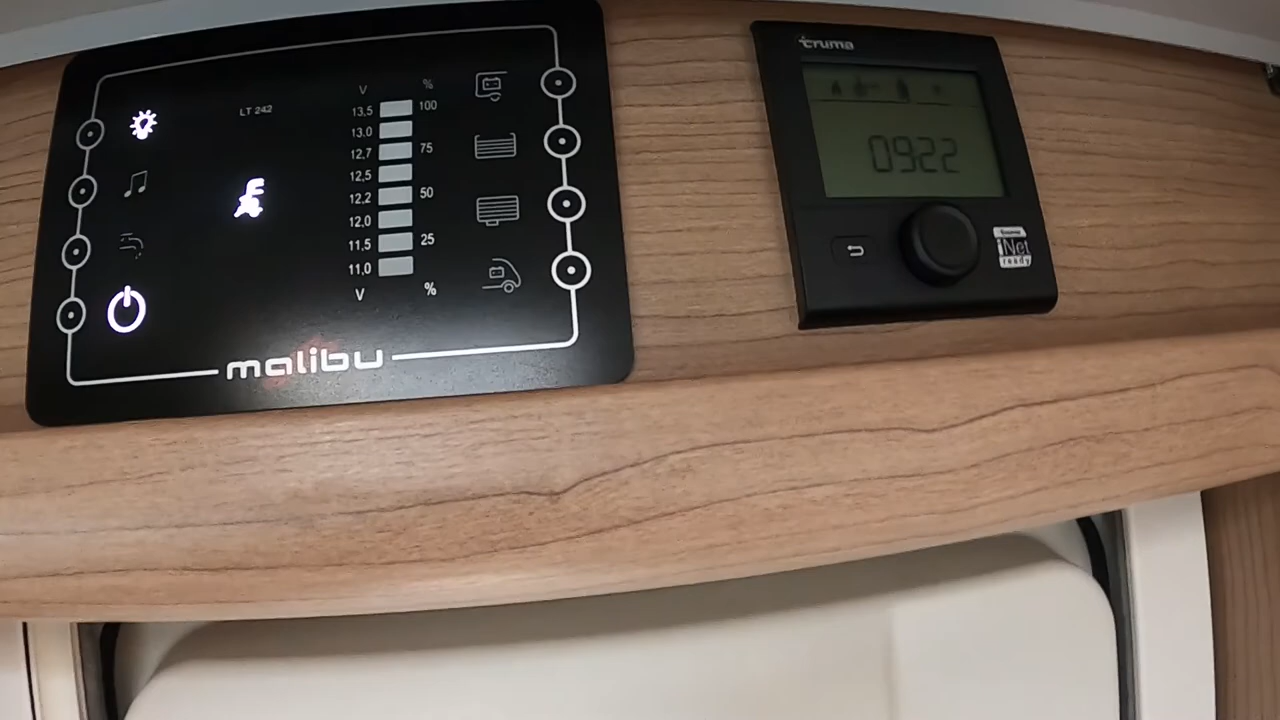 LT 242
V %
13,5 100
13,0
12,7 75
12,5
12,2 50
12,0
11,5 25
11,0
V %
malibu
truma
0922
iNet
ready